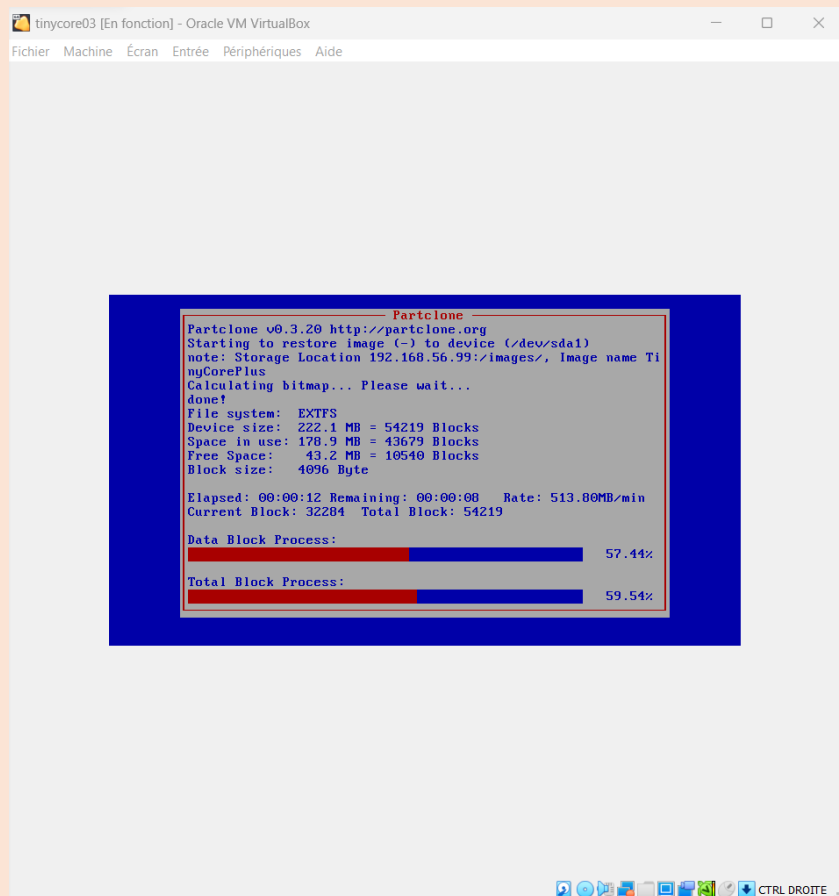 tinycore03 [En fonction] - Oracle VM VirtualBox
Fichier Machine Écran Entrée Périphériques Aide
Partclone
Partclone v0.3.20 http://partclone.org
Starting to restore image (-) to device (/dev/sda1)
note: Storage Location 192.168.56.99:/images/, Image name Ti
nyCorePlus
Calculating bitmap... Please wait...
done!
File system: EXTFS
Device size: 222.1 MB = 54219 Blocks
Space in use: 178.9 MB = 43679 Blocks
Free Space: 43.2 MB = 10540 Blocks
Block size: 4096 Byte
Elapsed: 00:00:12 Remaining: 00:00:08 Rate: 513.80MB/min
Current Block: 32284 Total Block: 54219
Data Block Process:
57.44%
Total Block Process:
59.54%
CTRL DROITE